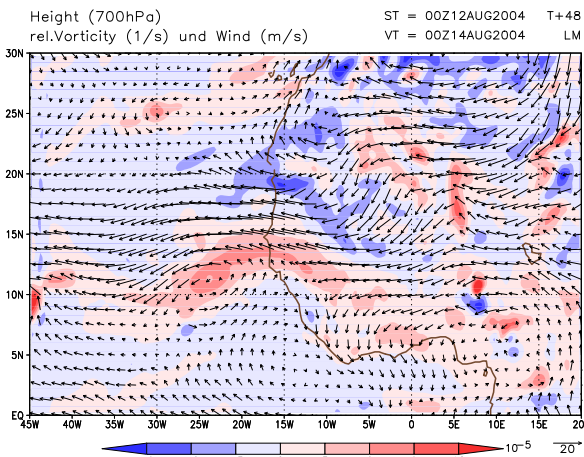 Height (700hPa) ST = 00Z12AUG2004 T+48
rel.Vorticity (1/s) und Wind (m/s) VT = 00Z14AUG2004 LM
30N
25N
20N
15N
10N
5N
EQ
45W 40W 35W 30W 25W 20W 15W 10W 5W 0 5E 10E 15E 20
10-5 20